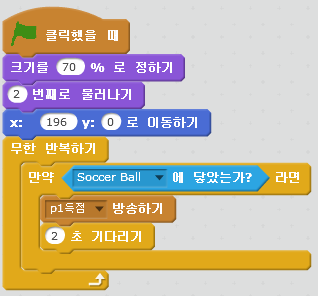 클릭했을 때
크기를 70 % 로 정하기
2 번째로 물러나기
x: 196 y: 0 로 이동하기
무한 반복하기
만약 Soccer Ball 에 닿았는가? 라면
p1득점 방송하기
2 초 기다리기